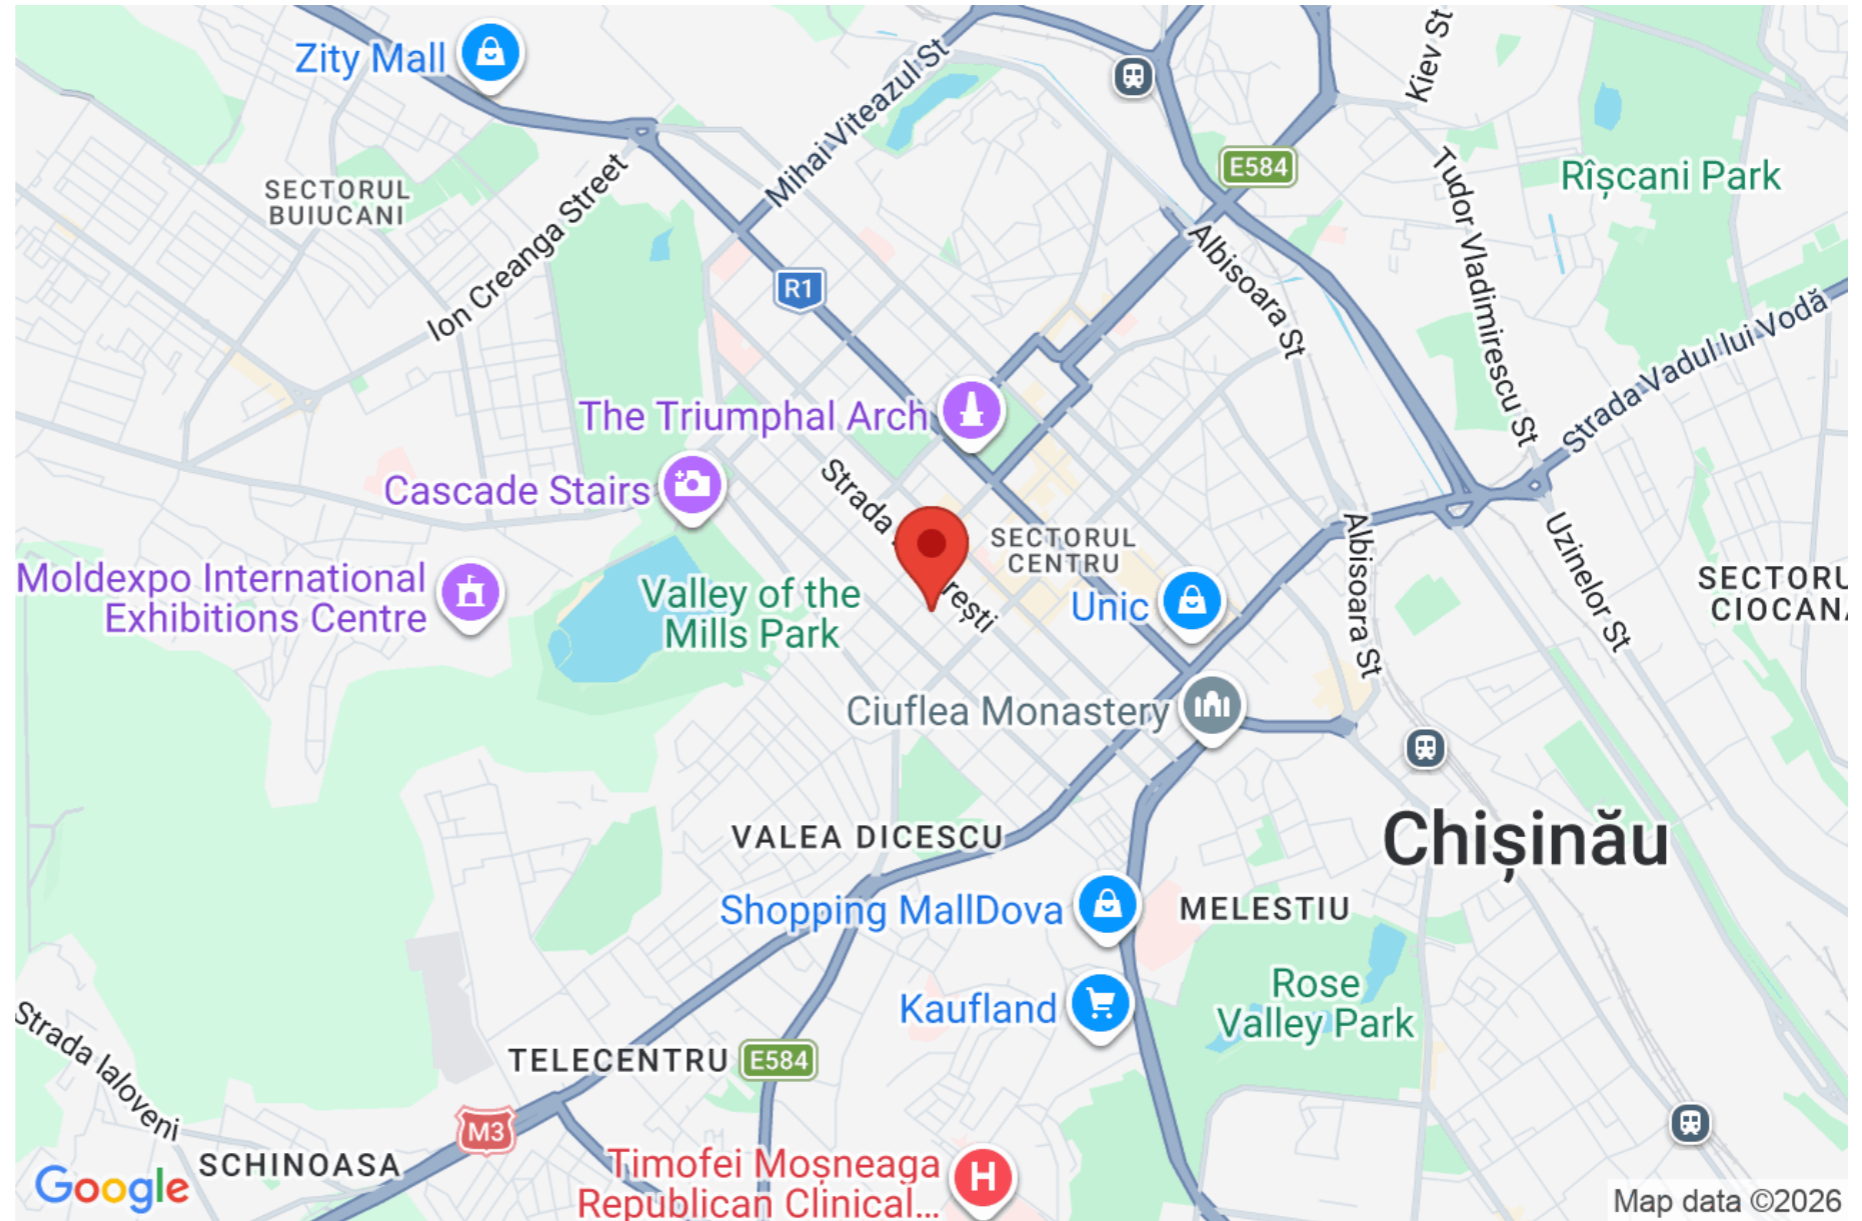 Zity Mall
Mihai Viteazul St
Kiev St
E584
Rîșcani Park
SECTORUL
BUIUCANI
Ion Creanga Street
Tudor Vladimirescu St
Albisoara St
R1
Strada Vadul lui Vodă
The Triumphal Arch
Cascade Stairs
Strada
rești
SECTORUL
CENTRU
Albisoara St
Uzinelor St
Moldexpo International
Exhibitions Centre
Valley of the
Mills Park
Unic
SECTORU
CIOCAN
Ciuflea Monastery
VALEA DICESCU
Chișinău
Shopping MallDova
MELESTIU
Kaufland
Rose
Valley Park
Strada Ialoveni
TELECENTRU
E584
M3
SCHINOASA
Timofei Moșneaga
Republican Clinical...
H
Google
Map data ©2026